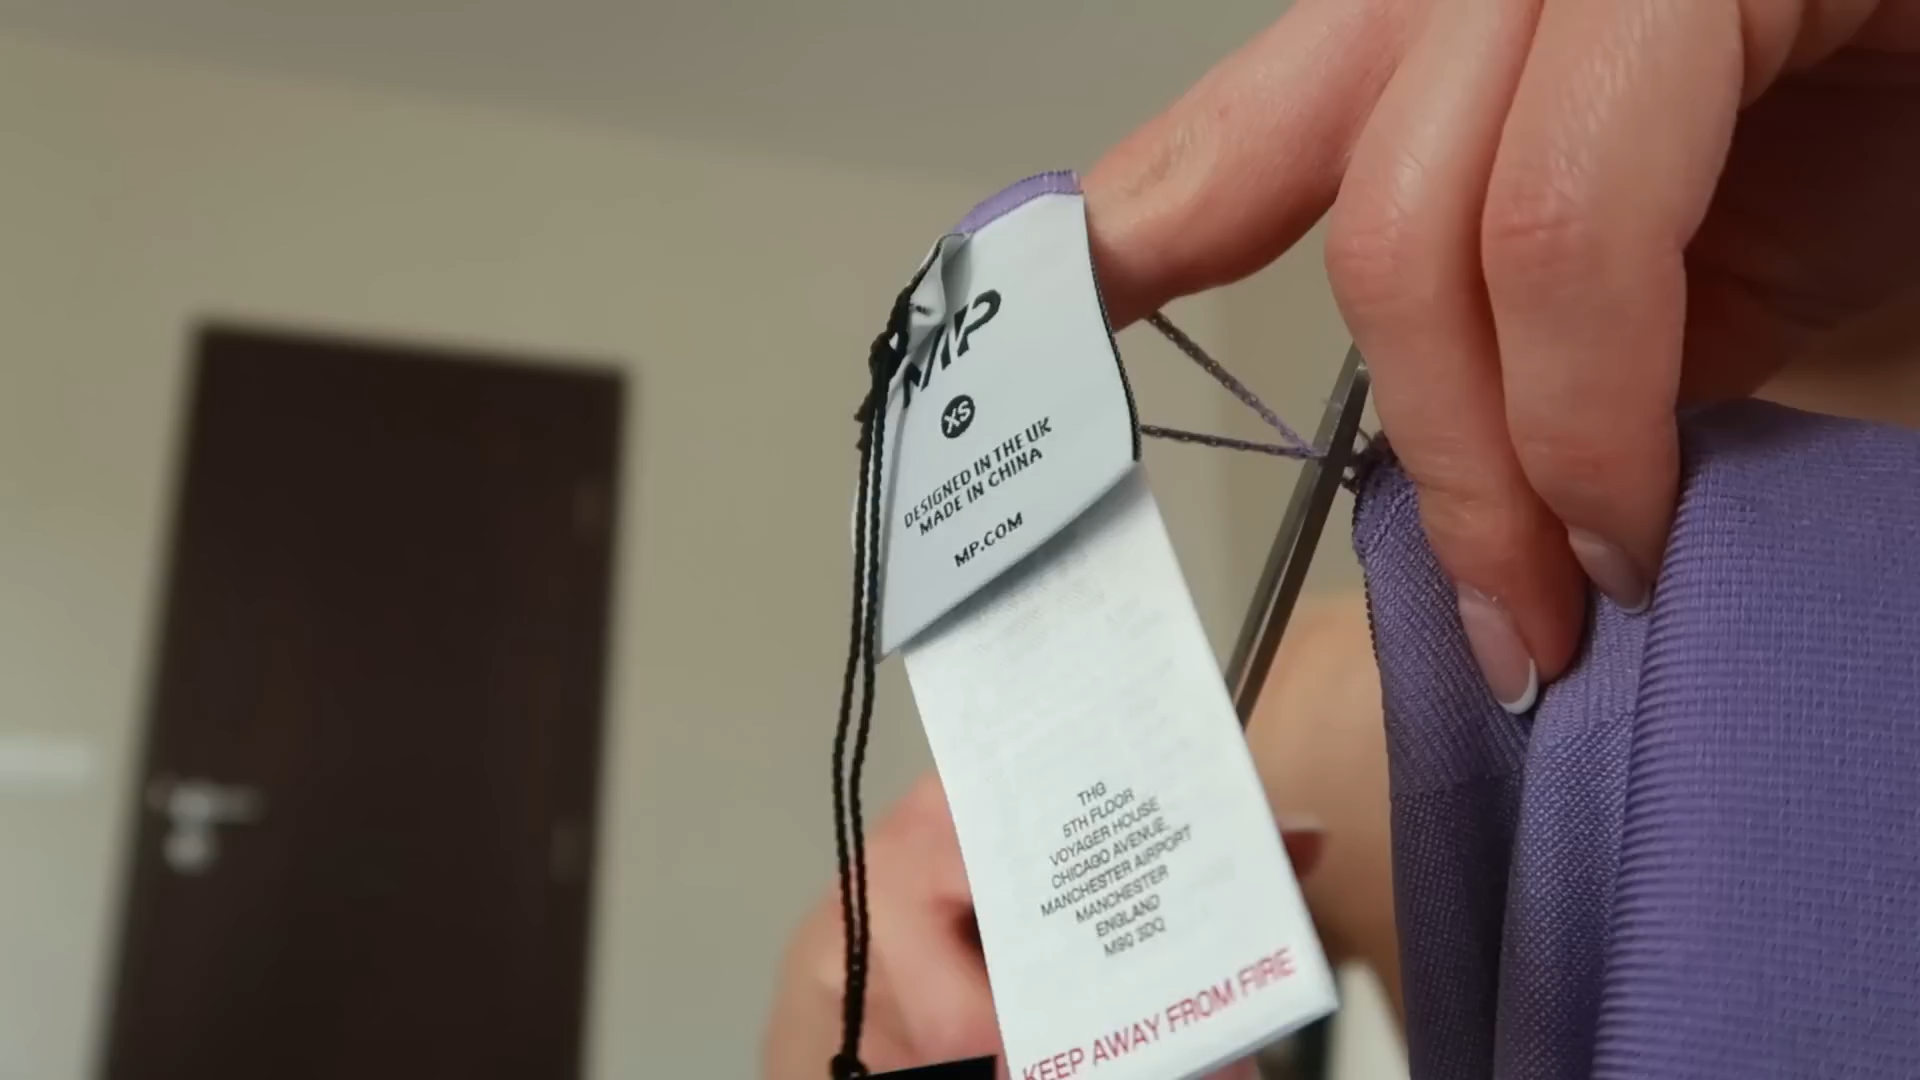 MP
XS
DESIGNED IN THE UK
MADE IN CHINA
MP.COM
THG
5TH FLOOR
VOYAGER HOUSE
CHICAGO AVENUE,
MANCHESTER AIRPORT
MANCHESTER
ENGLAND
M90 3DQ
KEEP AWAY FROM FIRE